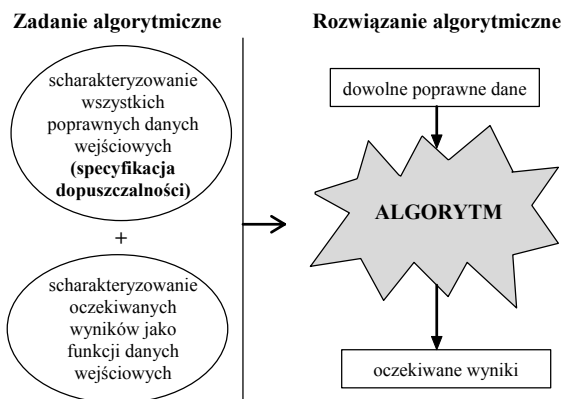 Zadanie algorytmiczne
scharakteryzowanie
wszystkich
poprawnych danych
wejściowych
(specyfikacja
dopuszczalności)
+
scharakteryzowanie
oczekiwanych
wyników jako
funkcji danych
wejściowych
Rozwiązanie algorytmiczne
dowolne poprawne dane
ALGORYTM
oczekiwane wyniki